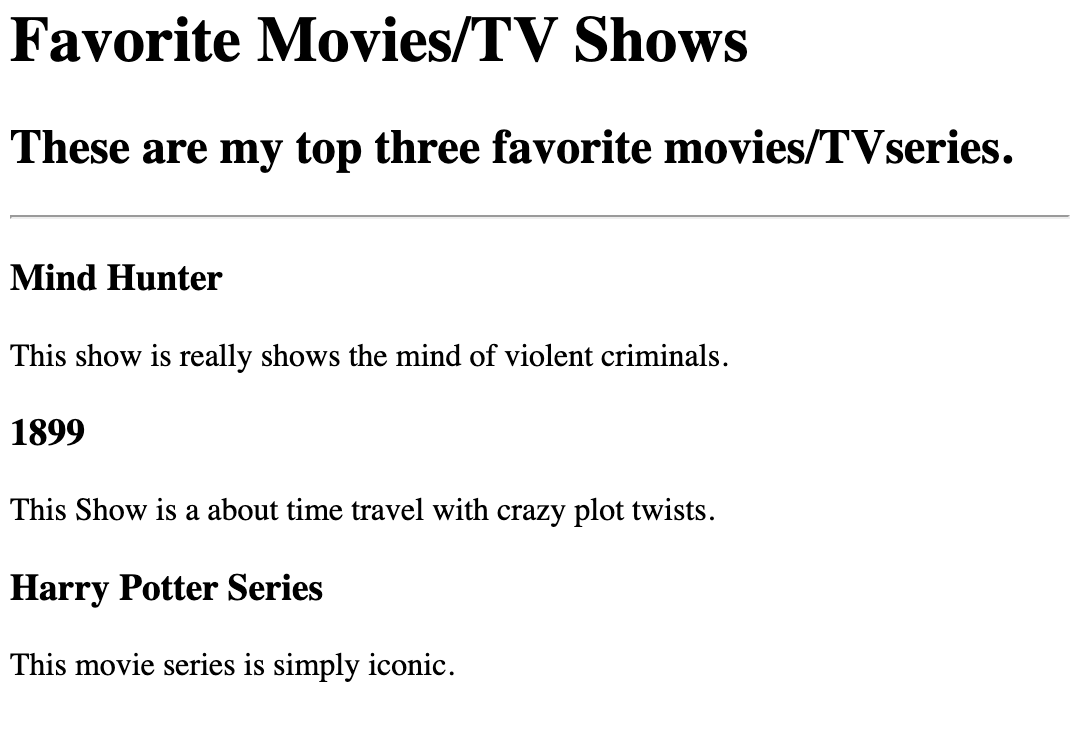 Favorite Movies/TV Shows
These are my top three favorite movies/TVseries.
Mind Hunter
This show is really shows the mind of violent criminals.
1899
This Show is a about time travel with crazy plot twists.
Harry Potter Series
This movie series is simply iconic.